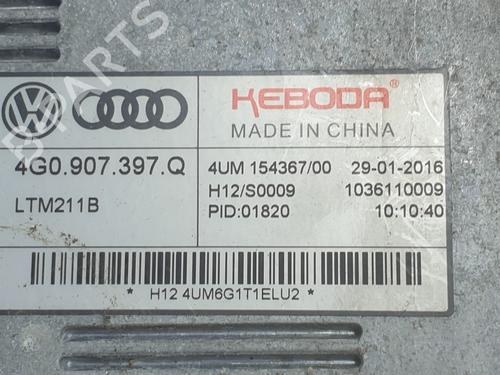 KEBODA®
MADE IN CHINA
4G0.907.397.Q
LTM211B
4UM 154367/00 29-01-2016
H12/S0009 1036110009
PID:01820 10:10:40
* H12 4UM6G1T1ELU2 *
PARTS